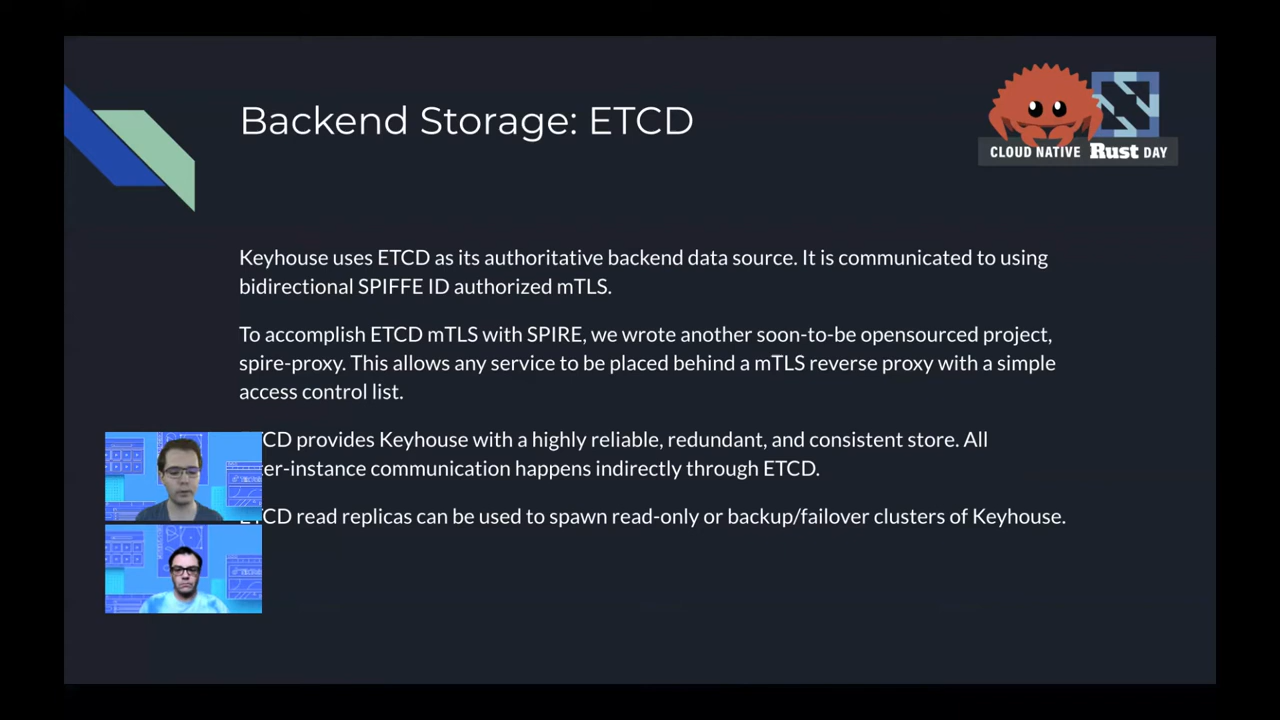 Backend Storage: ETCD
CLOUD NATIVE Rust DAY
Keyhouse uses ETCD as its authoritative backend data source. It is communicated to using
bidirectional SPIFFE ID authorized mTLS.
To accomplish ETCD mTLS with SPIRE, we wrote another soon-to-be opensourced project,
spire-proxy. This allows any service to be placed behind a mTLS reverse proxy with a simple
access control list.
TCD provides Keyhouse with a highly reliable, redundant, and consistent store. All
er-instance communication happens indirectly through ETCD.
ETCD read replicas can be used to spawn read-only or backup/failover clusters of Keyhouse.